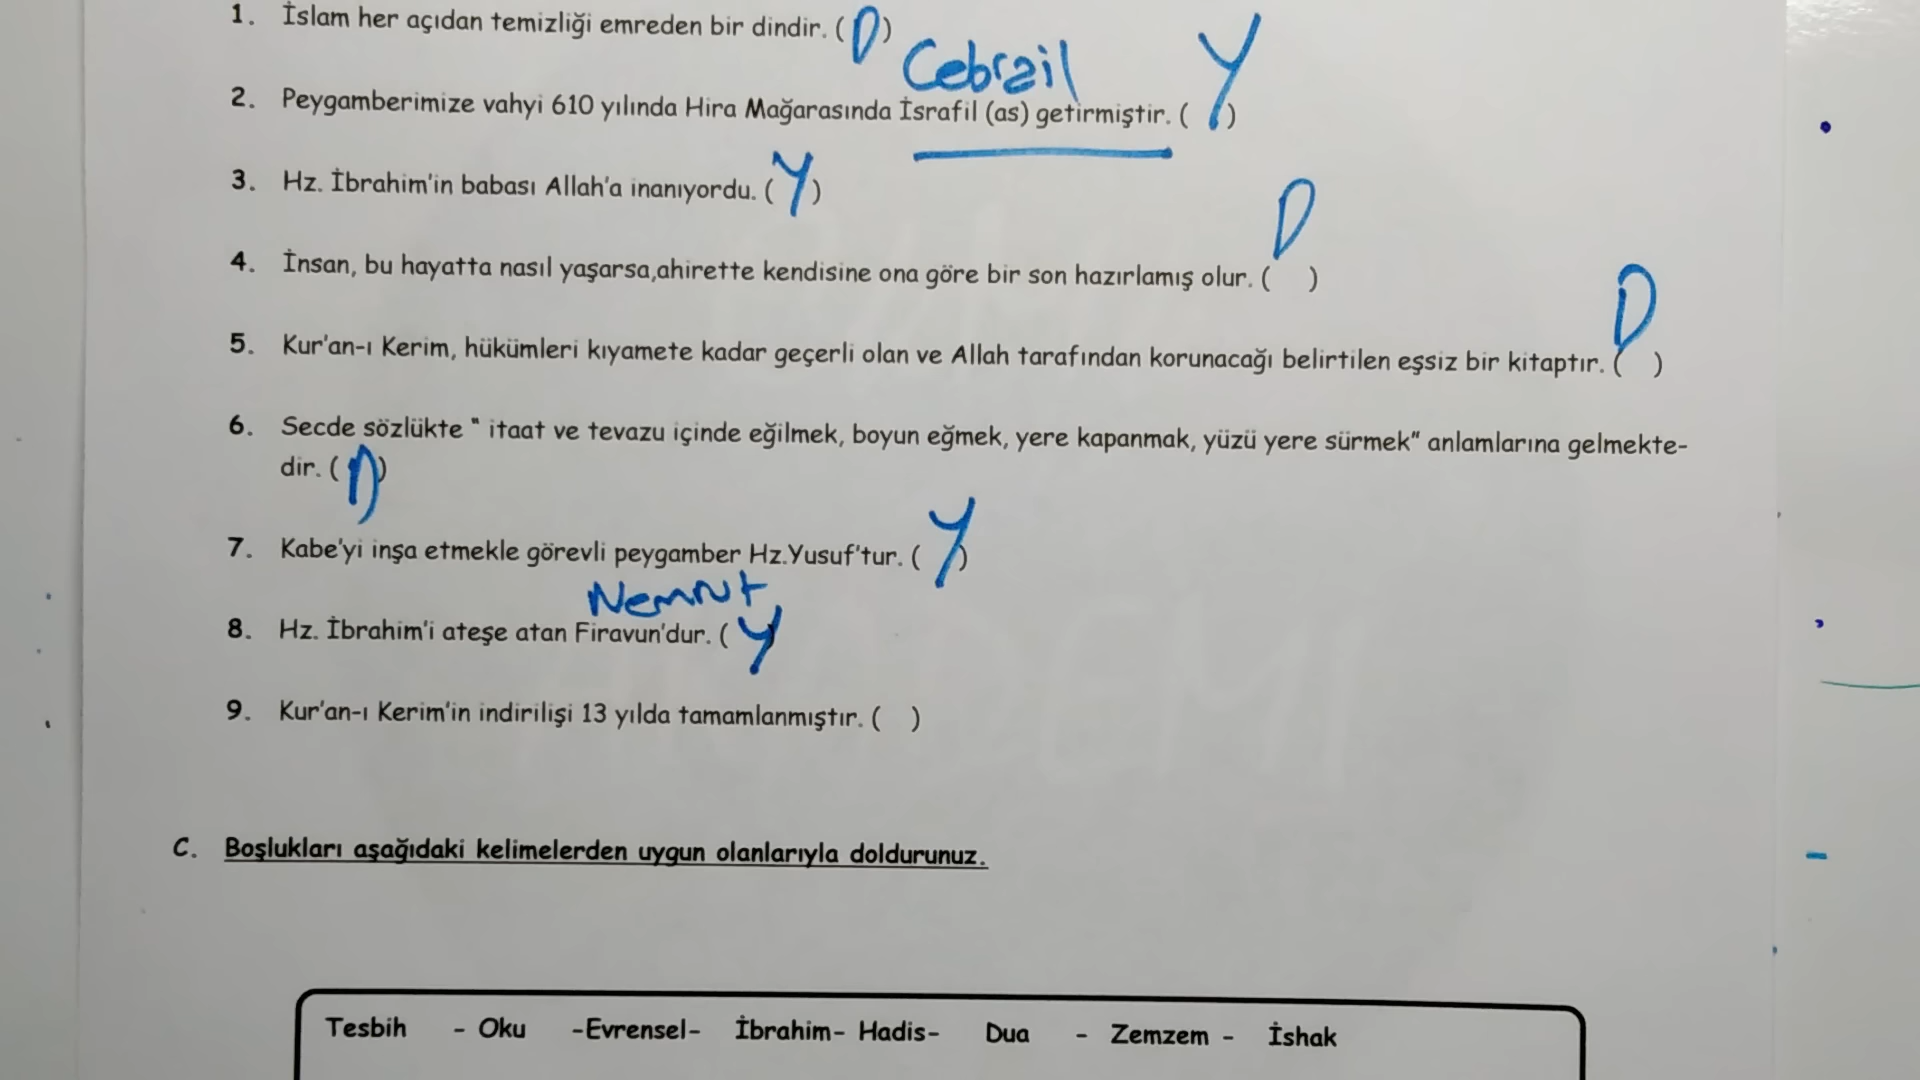 1. İslam her açıdan temizliği emreden bir dindir. (D)
Cebrail
2. Peygamberimize vahyi 610 yılında Hira Mağarasında İsrafil (as) getirmiştir. (Y)
3. Hz. İbrahim'in babası Allah'a inanıyordu. (Y)
4. İnsan, bu hayatta nasıl yaşarsa,ahirette kendisine ona göre bir son hazırlamış olur. (D)
5. Kur'an-ı Kerim, hükümleri kıyamete kadar geçerli olan ve Allah tarafından korunacağı belirtilen eşsiz bir kitaptır. (D)
6. Secde sözlükte " itaat ve tevazu içinde eğilmek, boyun eğmek, yere kapanmak, yüzü yere sürmek" anlamlarına gelmekte-
dir. (D)
7. Kabe'yi inşa etmekle görevli peygamber Hz.Yusuf'tur. (Y)
Nemrut
8. Hz. İbrahim'i ateşe atan Firavun'dur. (Y)
9. Kur'an-ı Kerim'in indirilişi 13 yılda tamamlanmıştır. ( )
C. Boşlukları aşağıdaki kelimelerden uygun olanlarıyla doldurunuz.
Tesbih - Oku -Evrensel- İbrahim- Hadis- Dua - Zemzem - İshak